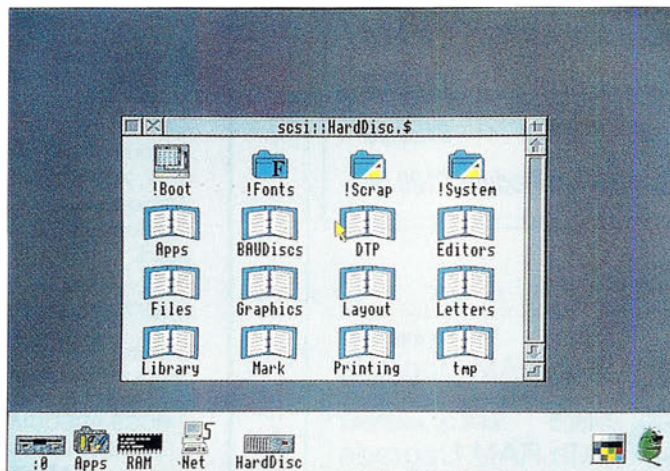 scsi::HardDisc.$
!Boot !Fonts !Scrap !System
Apps BAUDiscs DTP Editors
Files Graphics Layout Letters
Library Mark Printing tmp
5
:0 Apps RAM Net HardDisc